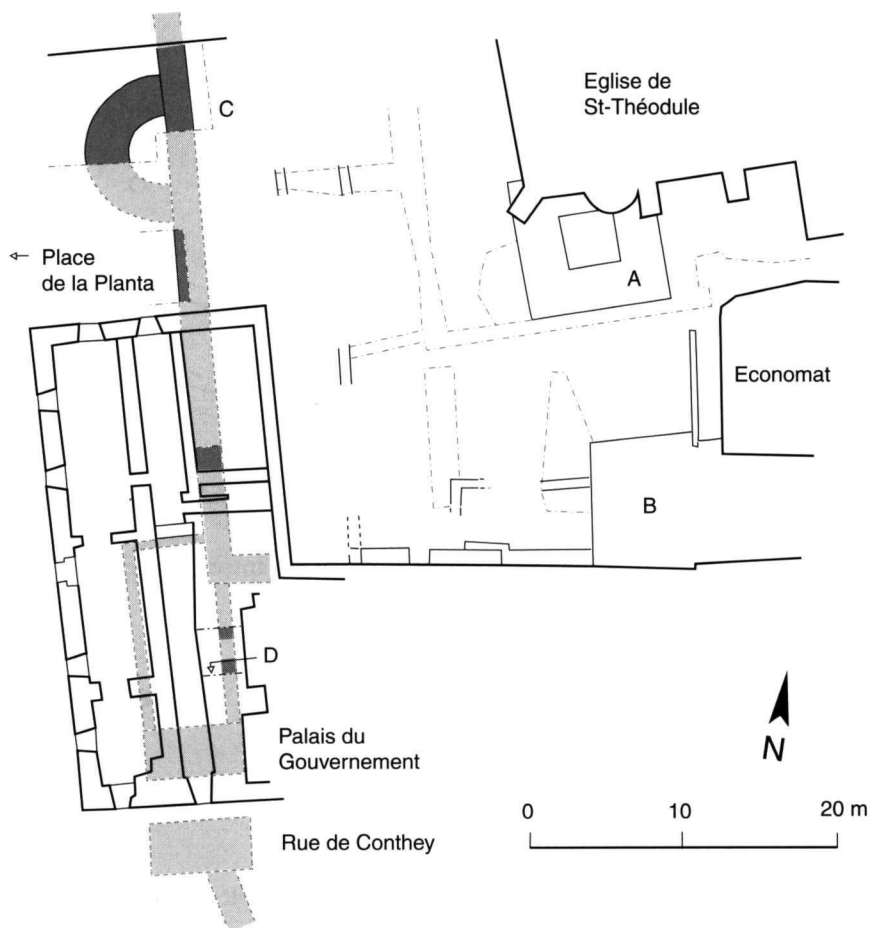 C
Eglise de
St-Théodule
Place
de la Planta
A
Economat
B
D
Palais du
Gouvernement
N
0 10 20 m
Rue de Conthey